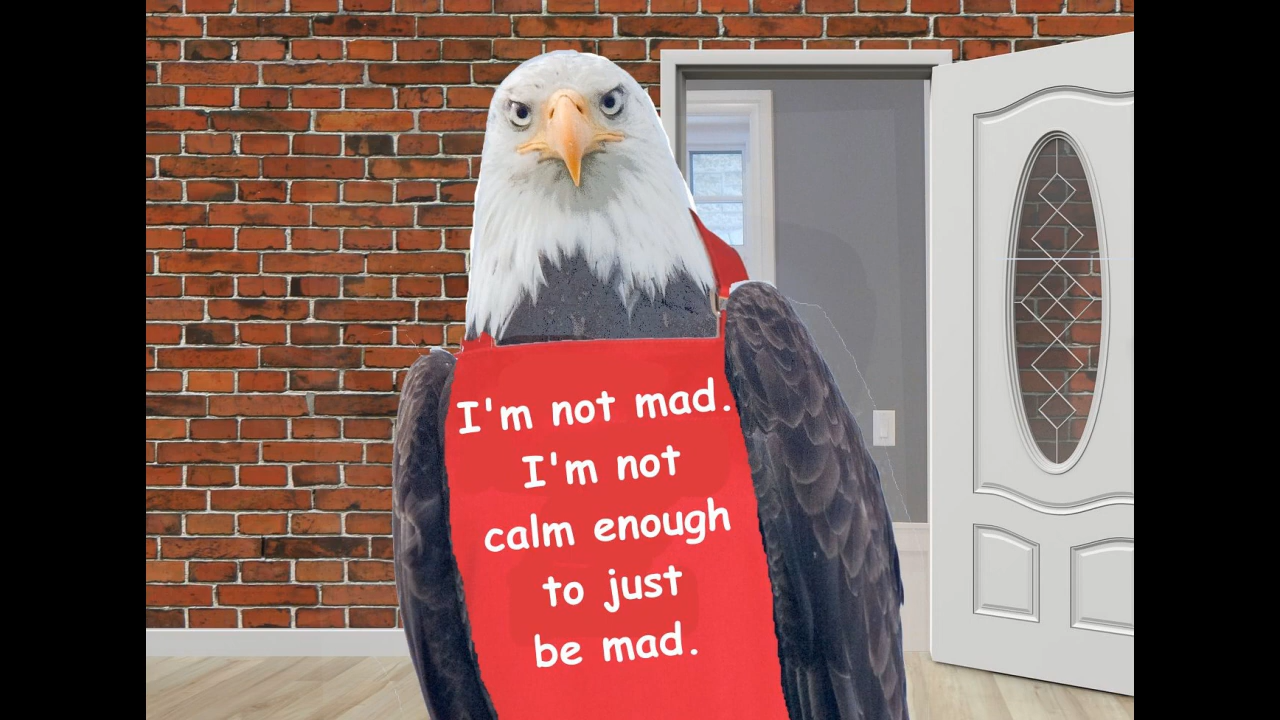 I'm not mad.
I'm not
calm enough
to just
be mad.